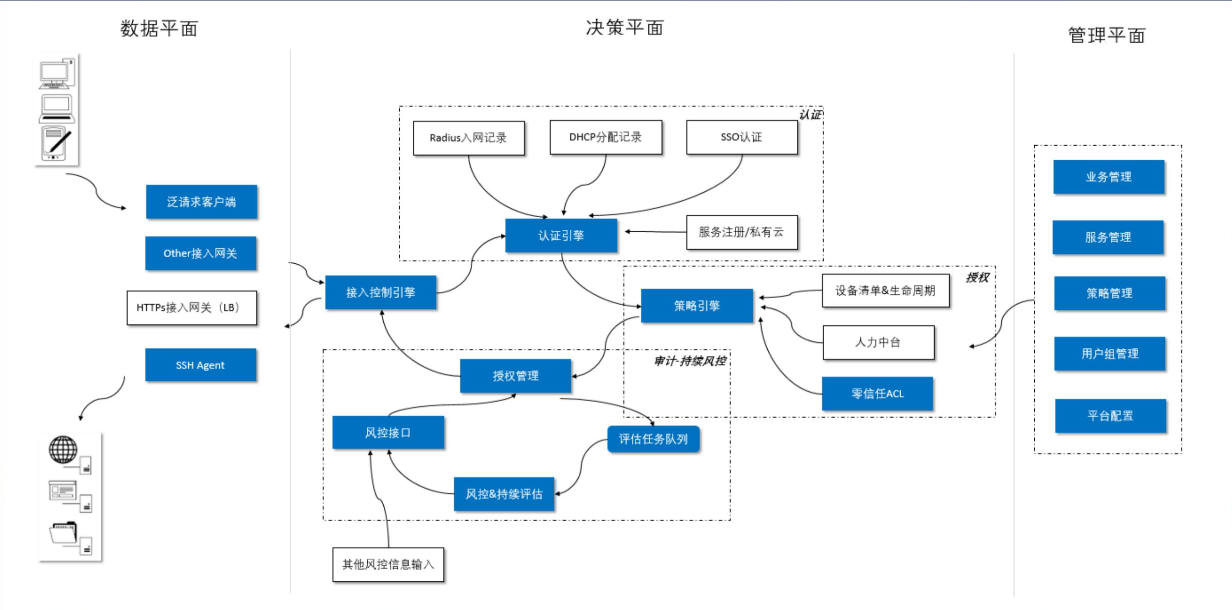 数据平面
决策平面
管理平面
认证
Radius入网记录
DHCP分配记录
SSO认证
业务管理
泛请求客户端
认证引擎
服务注册/私有云
服务管理
Other接入网关
授权
接入控制引擎
策略引擎
设备清单&生命周期
策略管理
HTTPs接入网关（LB）
人力中台
用户组管理
SSH Agent
审计-持续风控
授权管理
零信任ACL
平台配置
风控接口
评估任务队列
风控&持续评估
其他风控信息输入